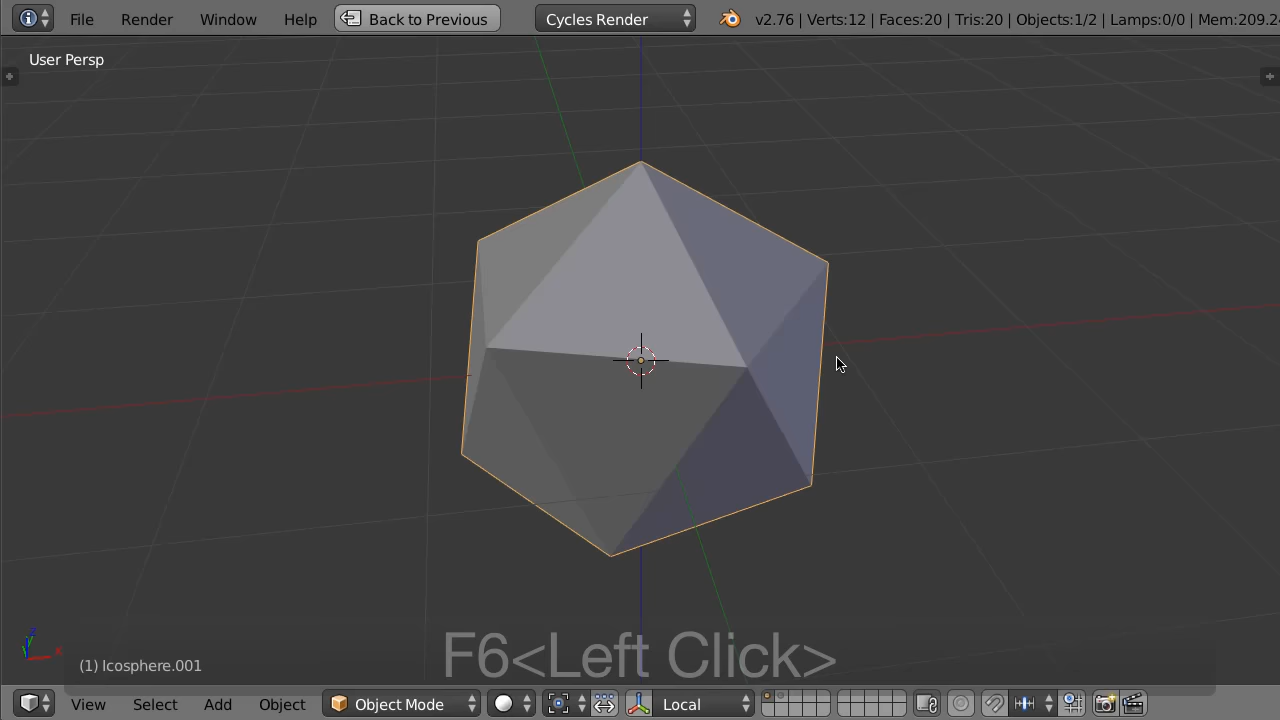 File Render Window Help Back to Previous Cycles Render v2.76 | Verts:12 | Faces:20 | Tris:20 | Objects:1/2 | Lamps:0/0 | Mem:209.2
User Persp
z
x
F6<Left Click>
(1) Icosphere.001
View Select Add Object Object Mode Local